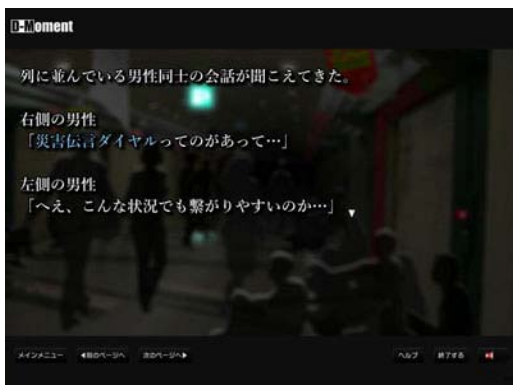 D-Moment
列に並んでいる男性同士の会話が聞こえてきた。
右側の男性
「災害伝言ダイヤルってのがあって…」
左側の男性
「へえ、こんな状況でも繋がりやすいのか…」
メインメニュー ◀前のページへ 次のページへ▶ ヘルプ 終了する